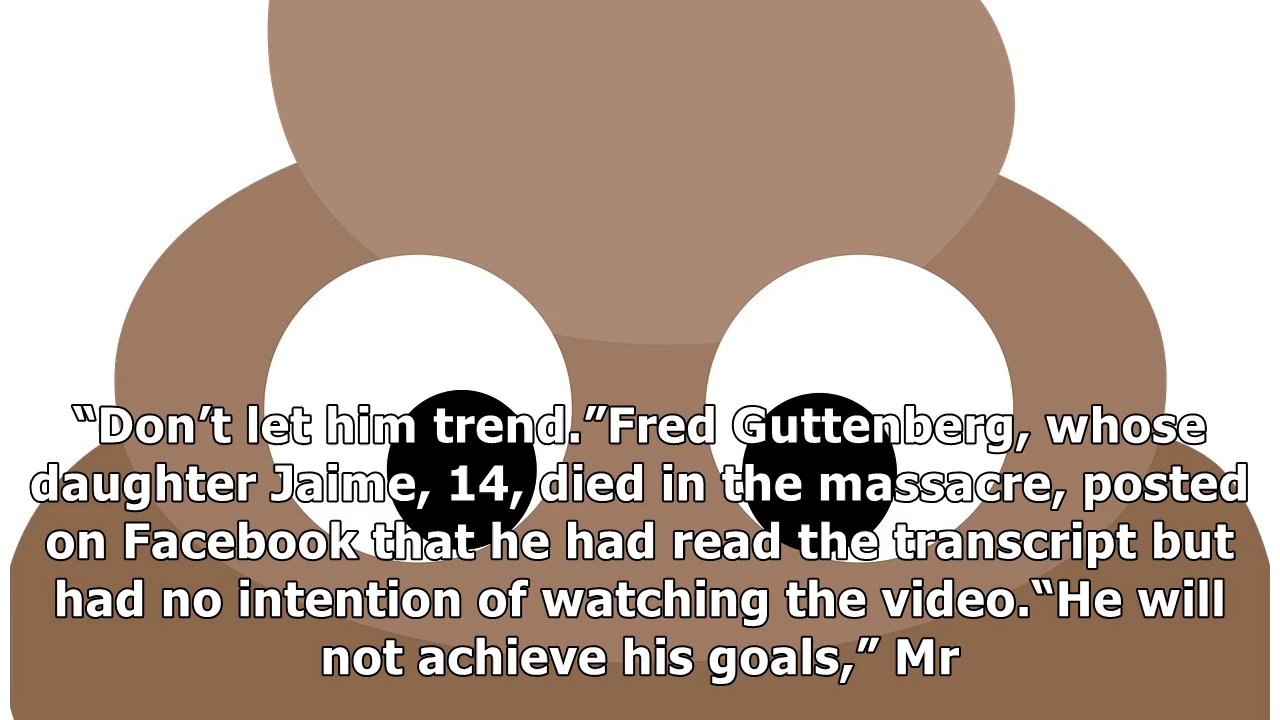 “Don’t let him trend.”Fred Guttenberg, whose
daughter Jaime, 14, died in the massacre, posted
on Facebook that he had read the transcript but
had no intention of watching the video.“He will
not achieve his goals,” Mr